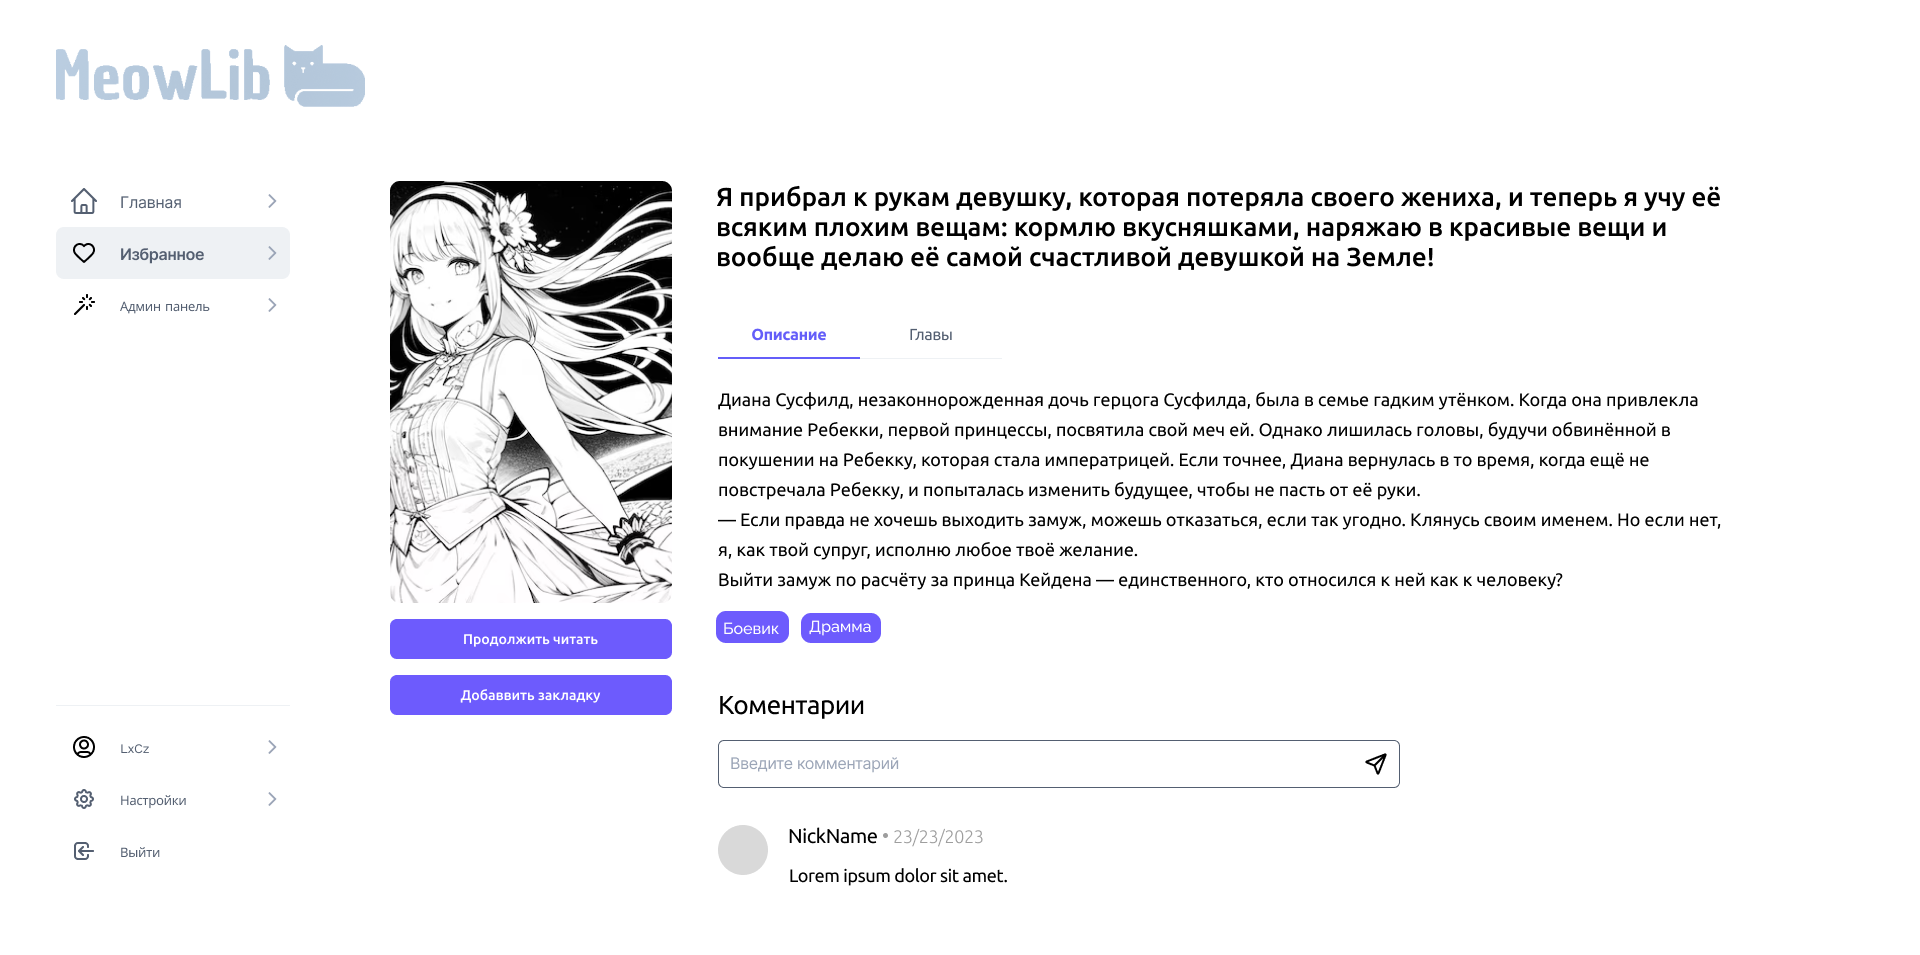 MeowLib
Главная
Избранное
Админ панель
Я прибрал к рукам девушку, которая потеряла своего жениха, и теперь я учу её
всяким плохим вещам: кормлю вкусняшками, наряжаю в красивые вещи и
вообще делаю её самой счастливой девушкой на Земле!
Описание
Главы
Диана Сусфилд, незаконнорожденная дочь герцога Сусфилда, была в семье гадким утёнком. Когда она привлекла
внимание Ребекки, первой принцессы, посвятила свой меч ей. Однако лишилась головы, будучи обвинённой в
покушении на Ребекку, которая стала императрицей. Если точнее, Диана вернулась в то время, когда ещё не
повстречала Ребекку, и попыталась изменить будущее, чтобы не пасть от её руки.
— Если правда не хочешь выходить замуж, можешь отказаться, если так угодно. Клянусь своим именем. Но если нет,
я, как твой супруг, исполню любое твоё желание.
Выйти замуж по расчёту за принца Кейдена — единственного, кто относился к ней как к человеку?
Боевик
Драмма
Продолжить читать
Добаввить закладку
Коментарии
Введите комментарий
NickName • 23/23/2023
Lorem ipsum dolor sit amet.
LxCz
Настройки
Выйти